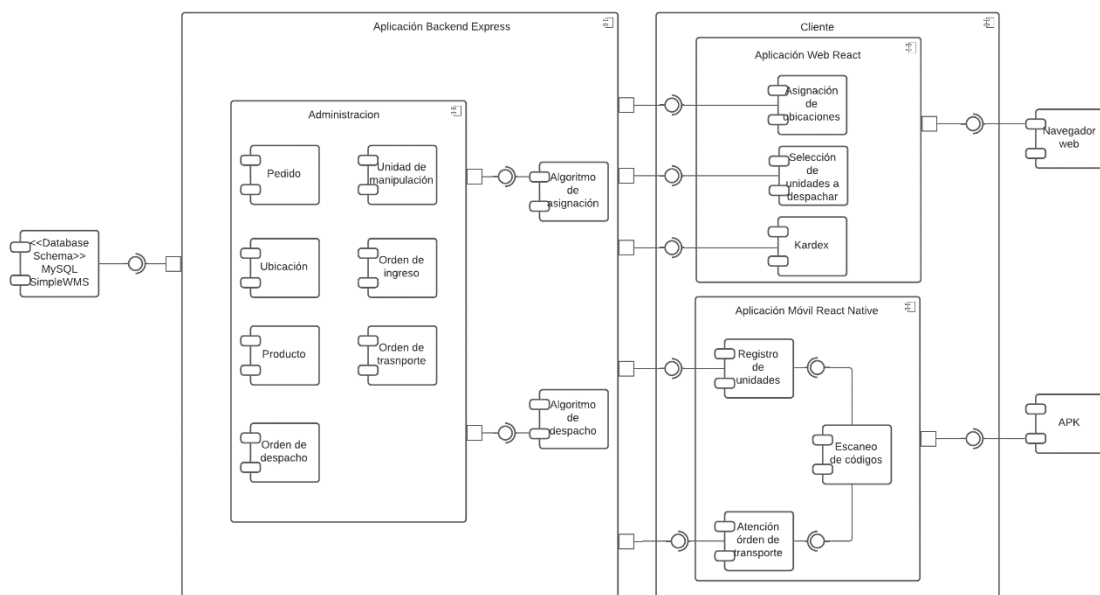 Aplicación Backend Express
Cliente
Aplicación Web React
Asignación
de
ubicaciones
Navegador
web
Administracion
Pedido
Unidad de
manipulación
Algoritmo
de
asignación
Selección
de
unidades a
despachar
<<Database
Schema>>
MySQL
SimpleWMS
Ubicación
Orden de
ingreso
Kardex
Aplicación Móvil React Native
Producto
Orden de
trasnporte
Registro
de
unidades
Algoritmo
de
despacho
APK
Orden de
despacho
Escaneo
de códigos
Atención
órden de
transporte